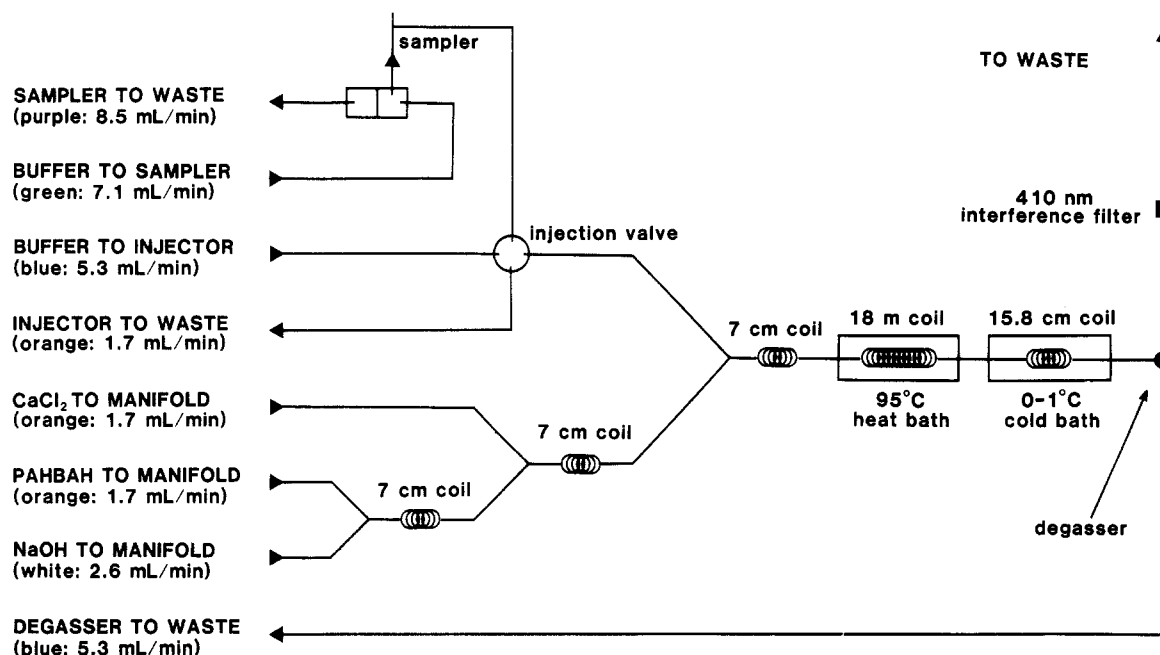 sampler
TO WASTE
SAMPLER TO WASTE
(purple: 8.5 mL/min)
BUFFER TO SAMPLER
(green: 7.1 mL/min)
410 nm
interference filter
BUFFER TO INJECTOR
(blue: 5.3 mL/min)
injection valve
INJECTOR TO WASTE
(orange: 1.7 mL/min)
7 cm coil
18 m coil
15.8 cm coil
95°C
heat bath
0-1°C
cold bath
CaCl₂ TO MANIFOLD
(orange: 1.7 mL/min)
7 cm coil
PAHBAH TO MANIFOLD
(orange: 1.7 mL/min)
7 cm coil
degasser
NaOH TO MANIFOLD
(white: 2.6 mL/min)
DEGASSER TO WASTE
(blue: 5.3 mL/min)